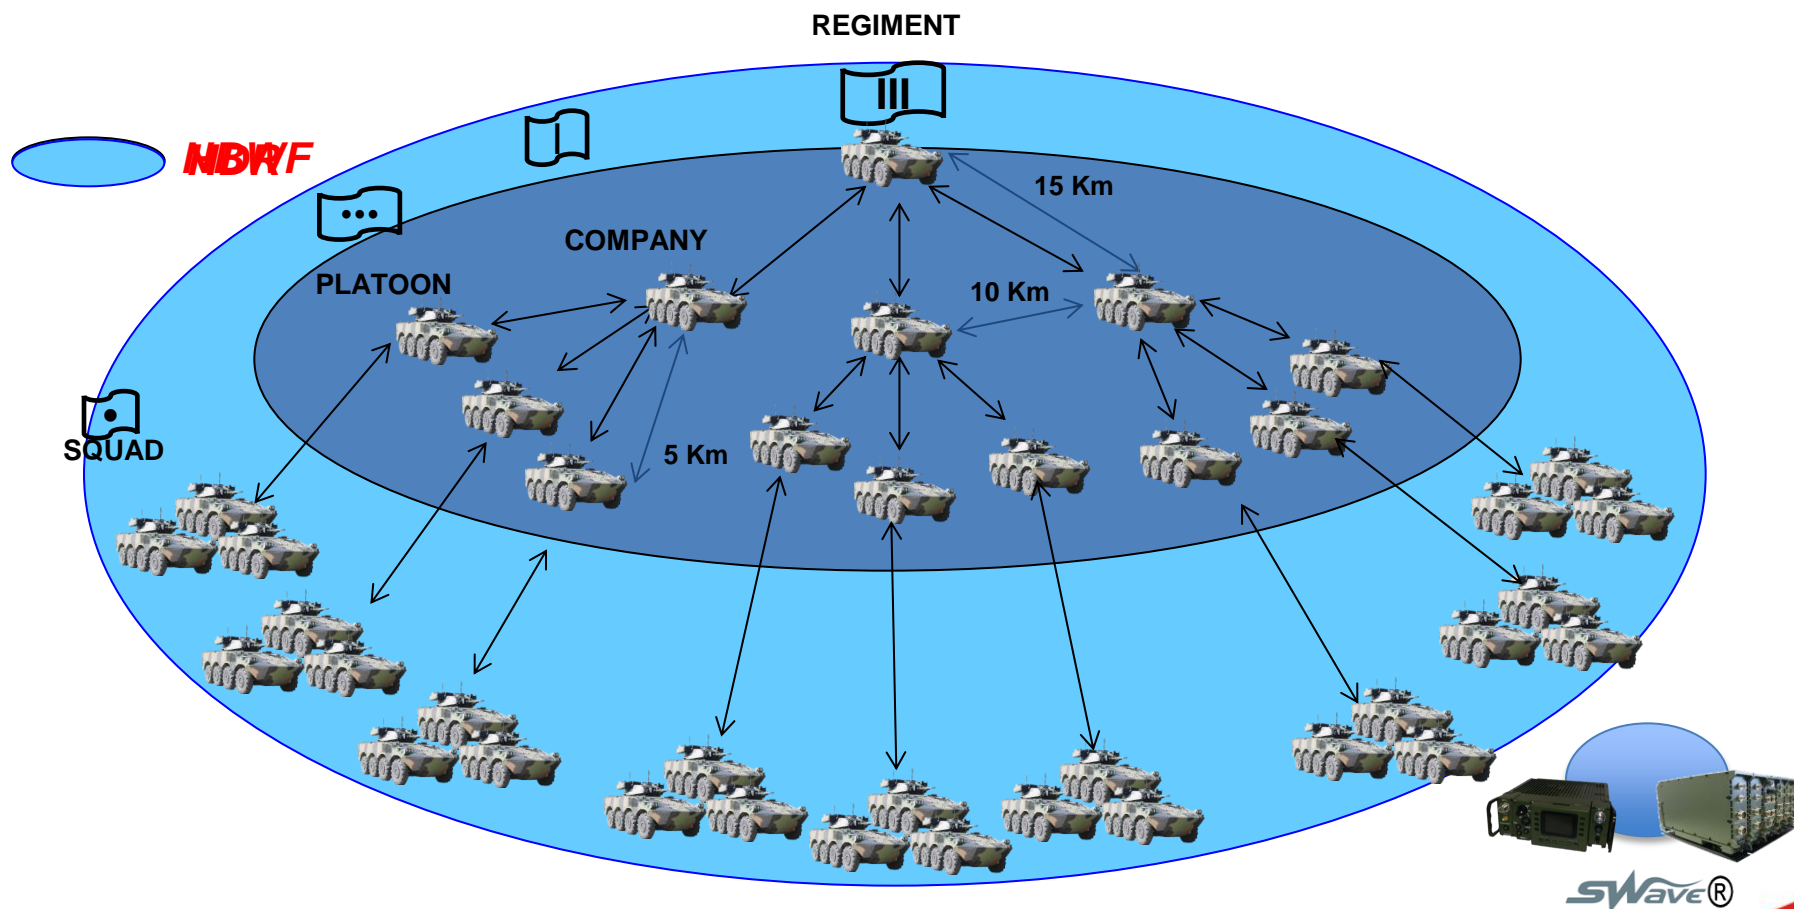 REGIMENT
III
15 Km
COMPANY
PLATOON
10 Km
5 Km
SQUAD
SWave®